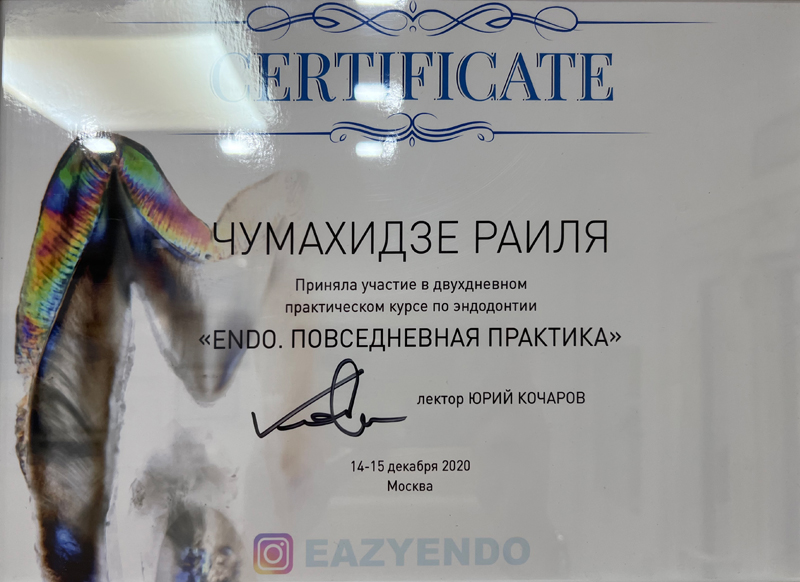 CERTIFICATE
ЧУМАХИДЗЕ РАИЛЯ
Приняла участие в двухдневном
практическом курсе по эндодонтии
«ENDO. ПОВСЕДНЕВНАЯ ПРАКТИКА»
лектор ЮРИЙ КОЧАРОВ
14-15 декабря 2020
Москва
EAZYENDO